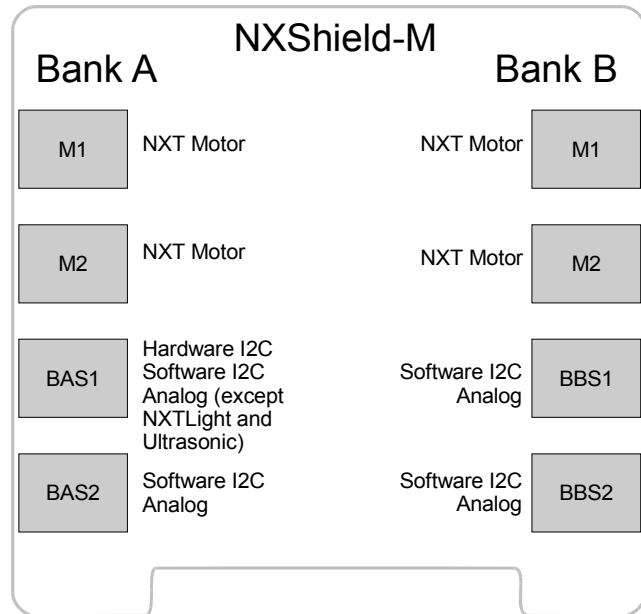 NXShield-M
Bank A
Bank B
M1
NXT Motor
NXT Motor
M1
M2
NXT Motor
NXT Motor
M2
BAS1
Hardware I2C
Software I2C
Analog (except
NXTLight and
Ultrasonic)
Software I2C
Analog
BBS1
BAS2
Software I2C
Analog
Software I2C
Analog
BBS2